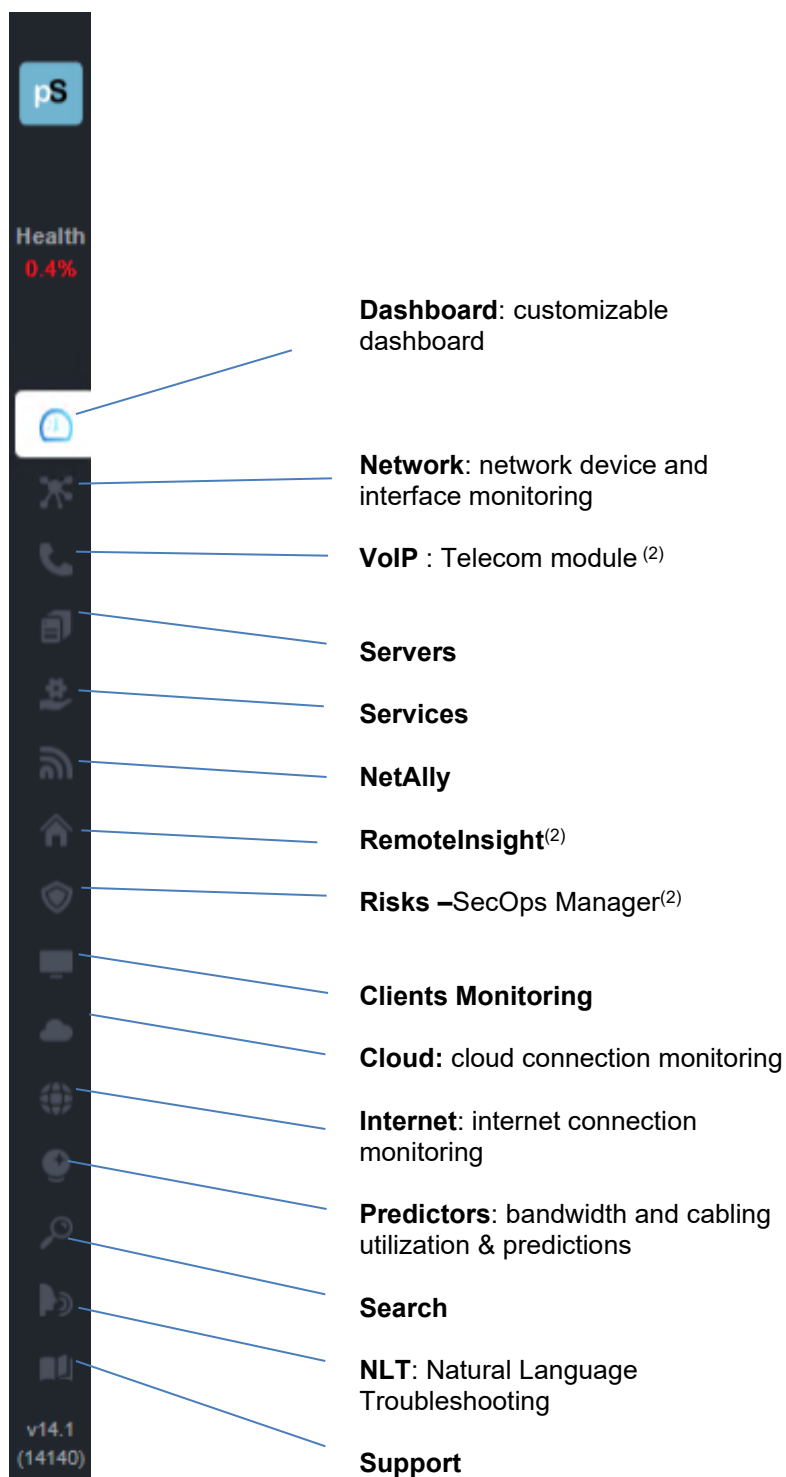 pS
Health
0.4%
Dashboard: customizable
dashboard
Network: network device and
interface monitoring
VoIP : Telecom module (2)
Servers
Services
NetAlly
RemoteInsight(2)
Risks –SecOps Manager(2)
Clients Monitoring
Cloud: cloud connection monitoring
Internet: internet connection
monitoring
Predictors: bandwidth and cabling
utilization & predictions
Search
NLT: Natural Language
Troubleshooting
Support
v14.1
(14140)